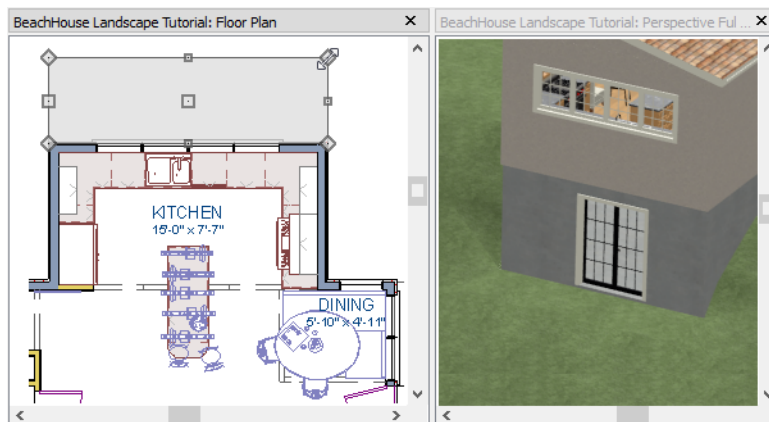 BeachHouse Landscape Tutorial: Floor Plan
BeachHouse Landscape Tutorial: Perspective Ful ...
KITCHEN
15'-0" x 7'-7"
DINING
5'-10" x 4'-11"